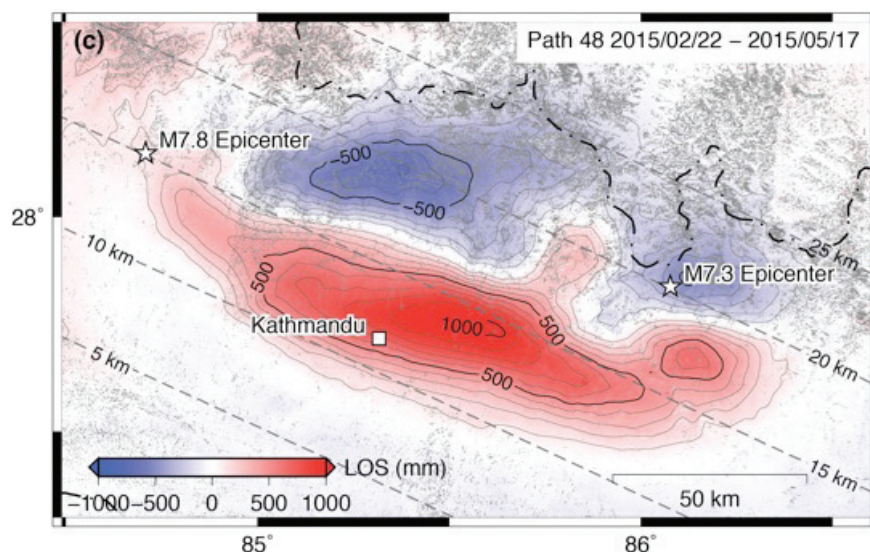 (c)
Path 48 2015/02/22 – 2015/05/17
M7.8 Epicenter
−500
−500
28°
10 km
25 km
500
M7.3 Epicenter
Kathmandu
1000
500
5 km
500
20 km
15 km
LOS (mm)
−1000 −500 0 500 1000
50 km
85° 86°